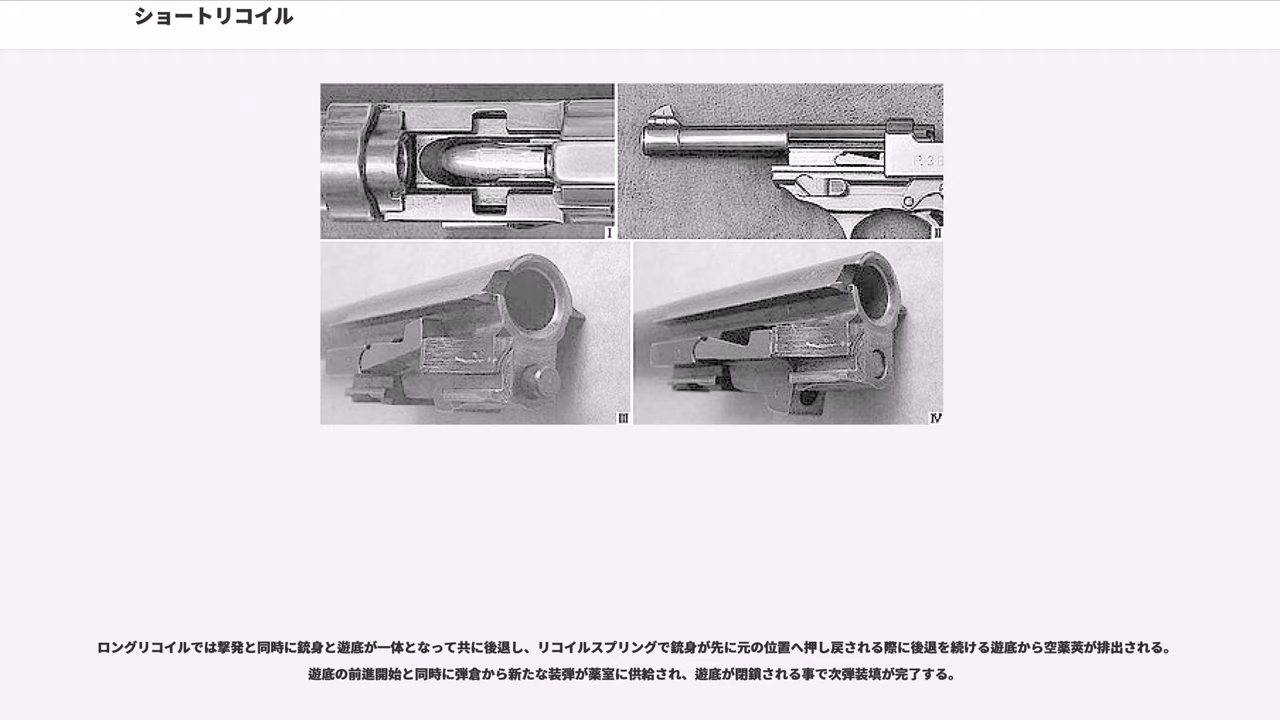 ショートリコイル
R38
I
II
III
IV
ロングリコイルでは撃発と同時に銃身と遊底が一体となって共に後退し、リコイルスプリングで銃身が先に元の位置へ押し戻される際に後退を続ける遊底から空薬莢が排出される。
遊底の前進開始と同時に弾倉から新たな装弾が薬室に供給され、遊底が閉鎖される事で次弾装填が完了する。